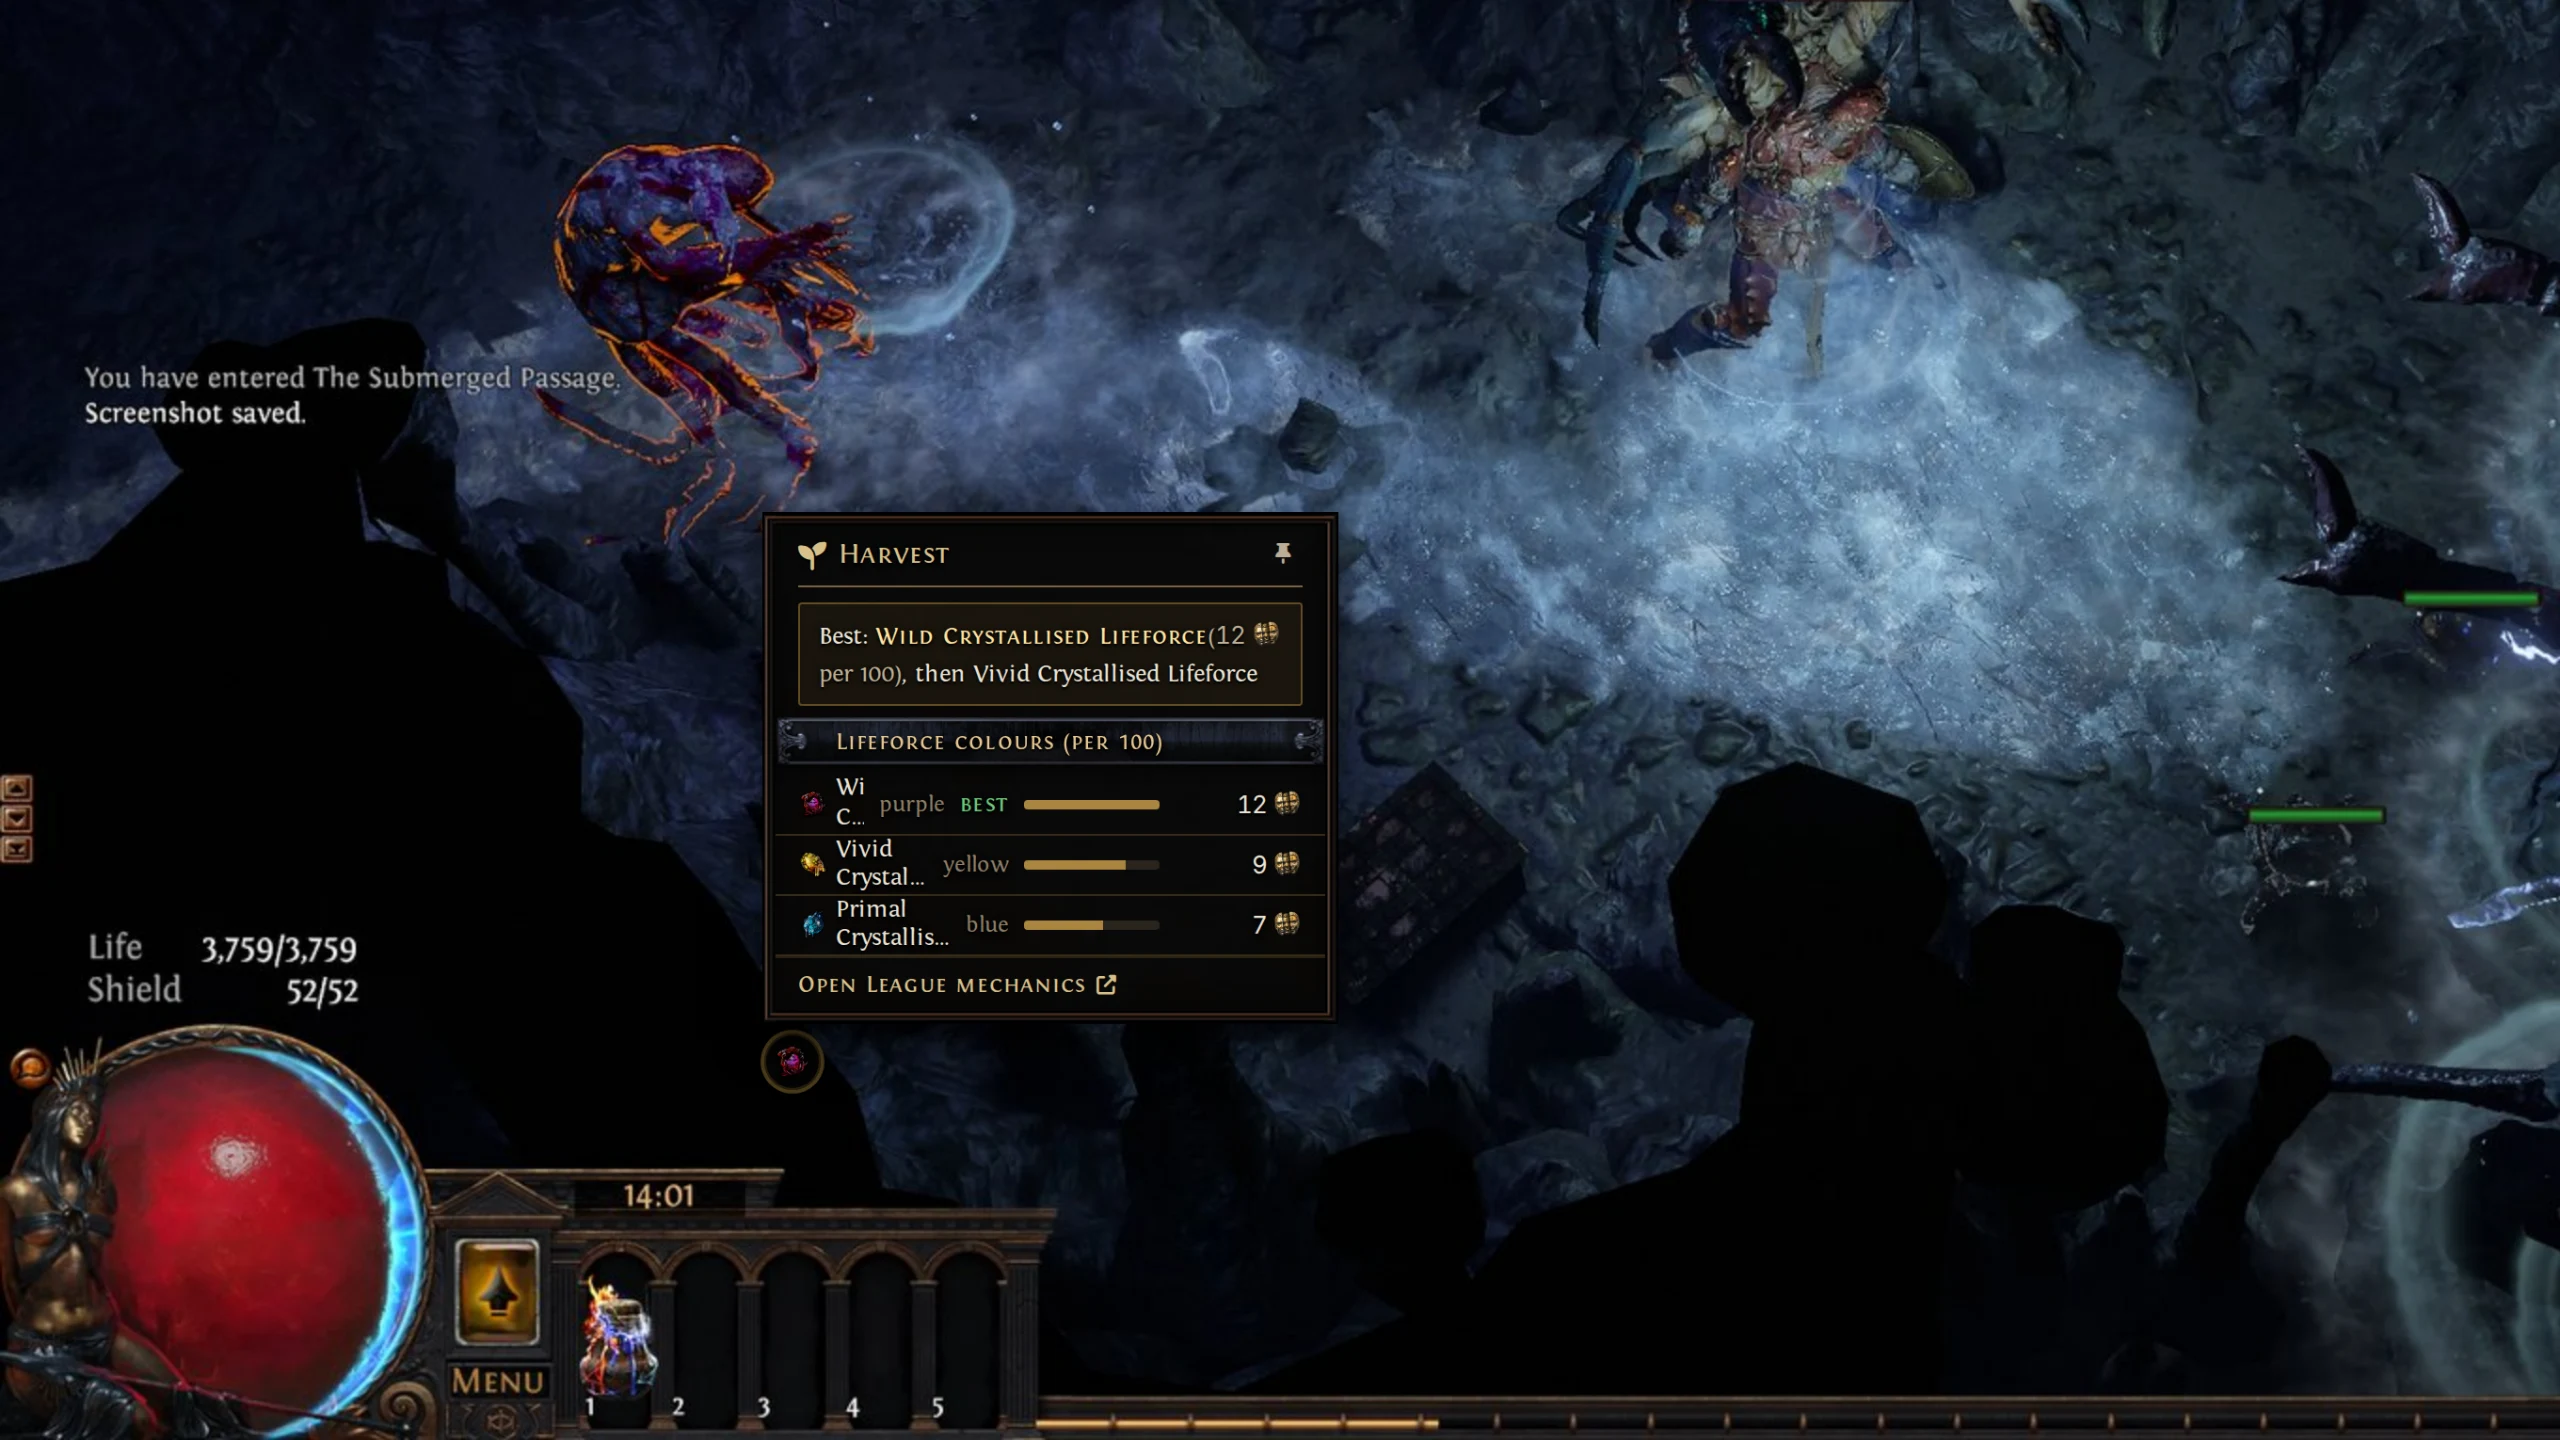 You have entered The Submerged Passage.
Screenshot saved.
HARVEST
Best: WILD CRYSTALLISED LIFEFORCE(12
per 100), then Vivid Crystallised Lifeforce
LIFEFORCE COLOURS (PER 100)
Wi
C... purple BEST 12
Vivid
Crystal... yellow 9
Primal
Crystallis... blue 7
OPEN LEAGUE MECHANICS
Life 3,759/3,759
Shield 52/52
14:01
MENU
1 2 3 4 5